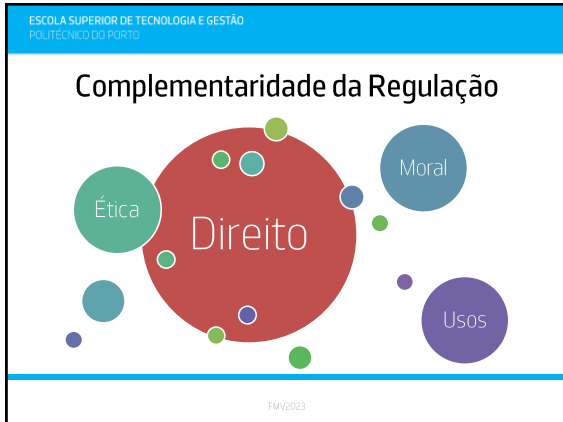 ESCOLA SUPERIOR DE TECNOLOGIA E GESTÃO
POLITÉCNICO DO PORTO
Complementaridade da Regulação
Moral
Ética
Direito
Usos
FMV2023